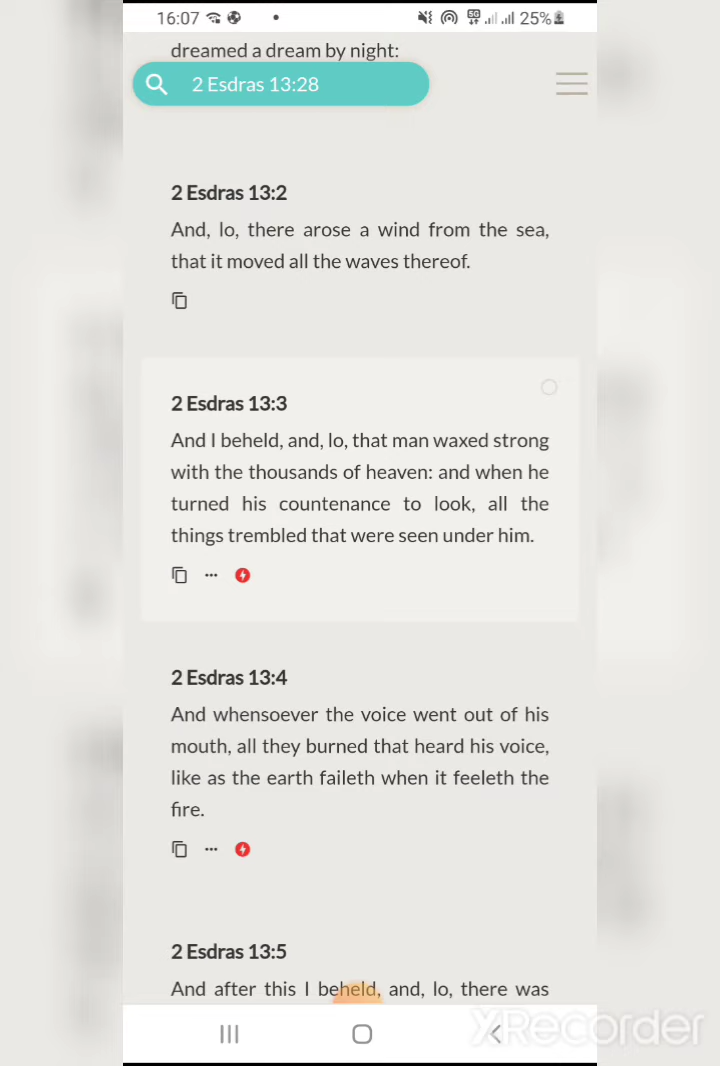 16:07 5G 25%
dreamed a dream by night:
2 Esdras 13:28
2 Esdras 13:2
And, lo, there arose a wind from the sea,
that it moved all the waves thereof.
2 Esdras 13:3
And I beheld, and, lo, that man waxed strong
with the thousands of heaven: and when he
turned his countenance to look, all the
things trembled that were seen under him.
2 Esdras 13:4
And whensoever the voice went out of his
mouth, all they burned that heard his voice,
like as the earth faileth when it feeleth the
fire.
2 Esdras 13:5
And after this I beheld, and, lo, there was
XRecorder